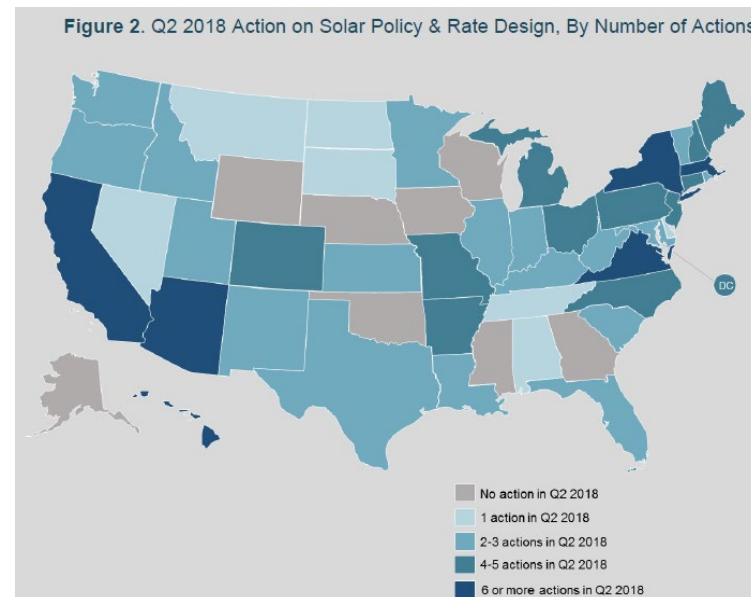 Figure 2. Q2 2018 Action on Solar Policy & Rate Design, By Number of Actions
DC
No action in Q2 2018
1 action in Q2 2018
2-3 actions in Q2 2018
4-5 actions in Q2 2018
6 or more actions in Q2 2018